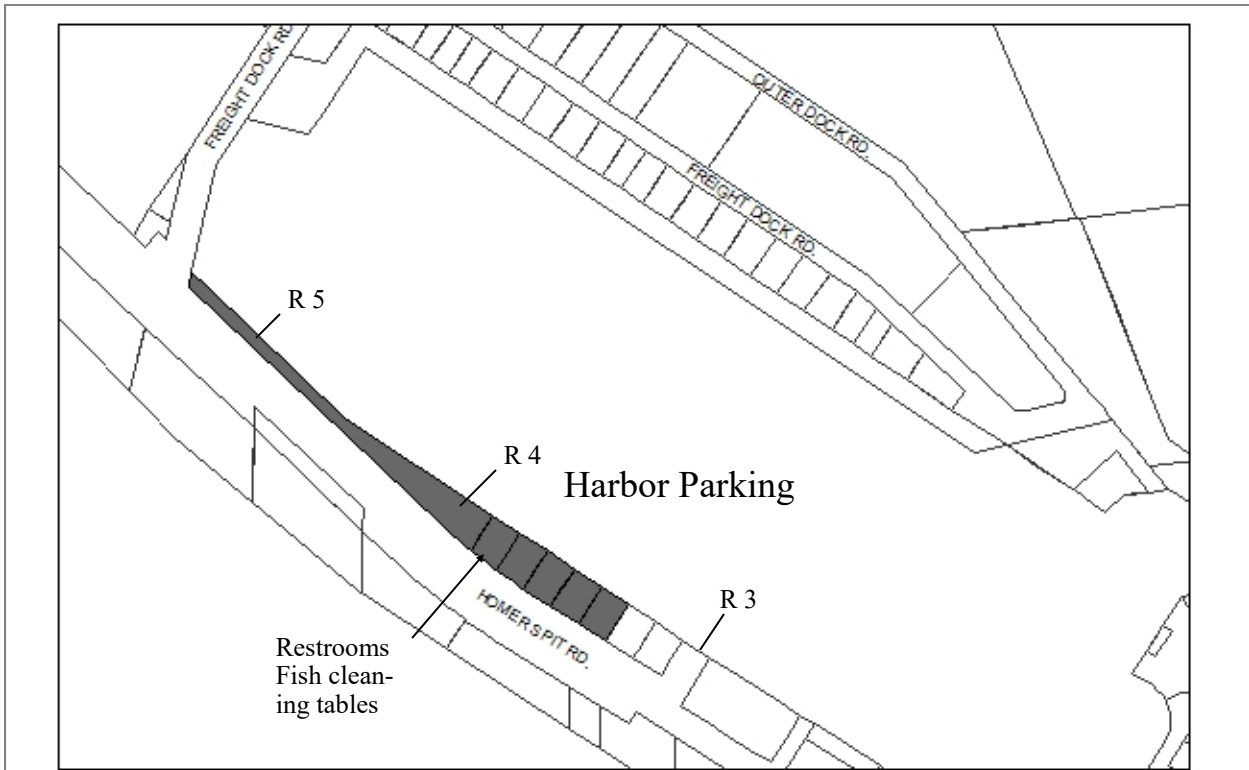 FREIGHT DOCK RD.
OUTER DOCK RD.
FREIGHT DOCK RD.
R 5
R 4
Harbor Parking
R 3
HOMER SPIT RD.
Restrooms
Fish clean-
ing tables